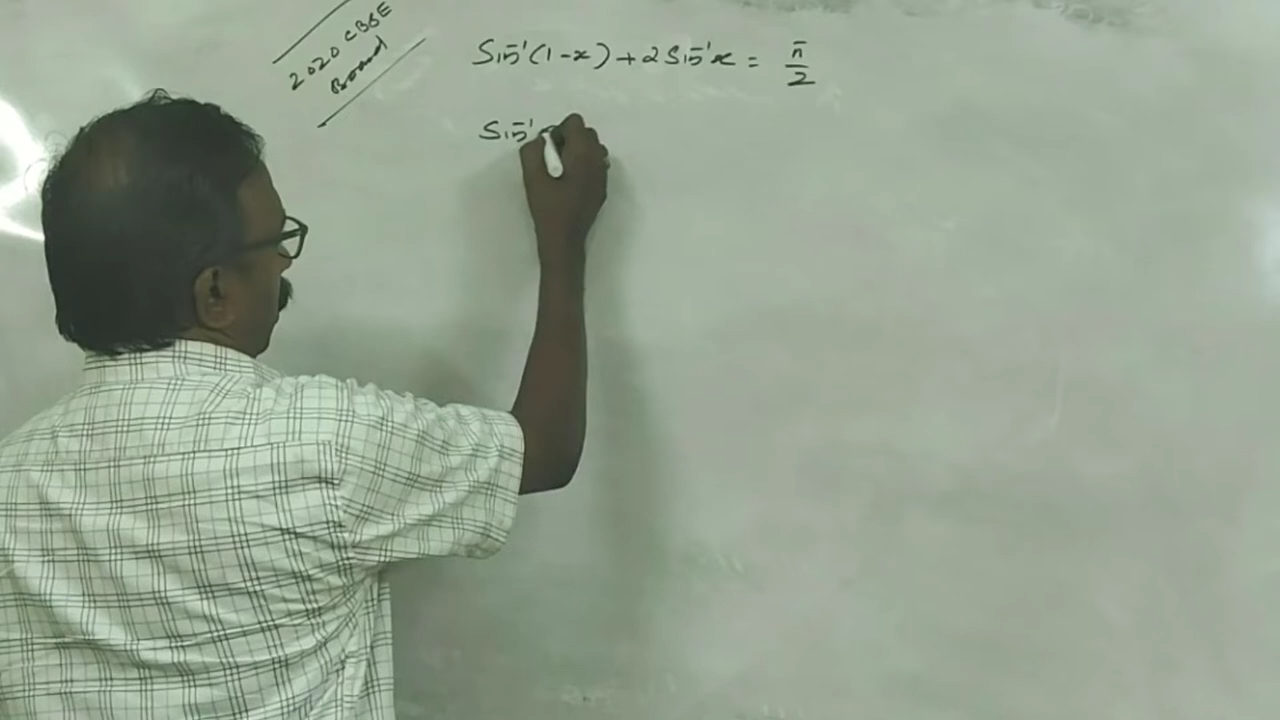 2020 CBSE
Board
Sin⁻¹(1-x) + 2 Sin⁻¹x = π/2
Sin⁻¹